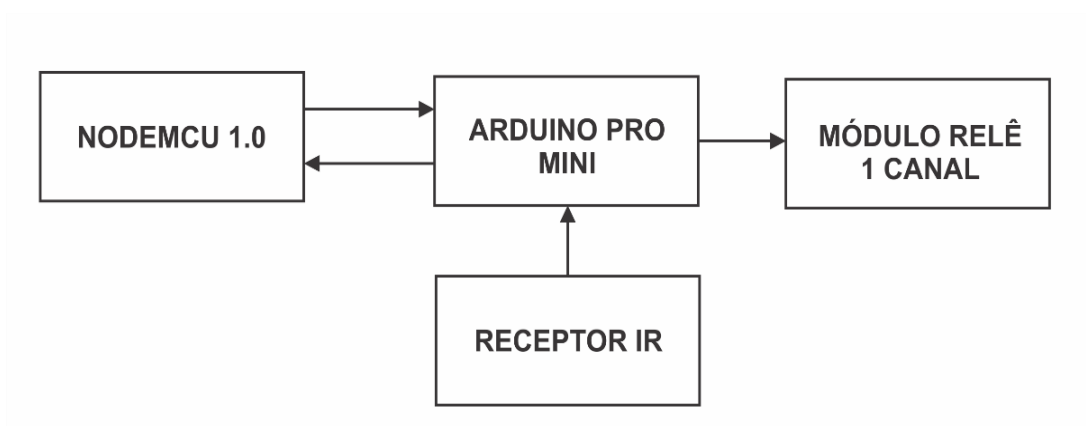 NODEMCU 1.0
ARDUINO PRO
MINI
MÓDULO RELÊ
1 CANAL
RECEPTOR IR